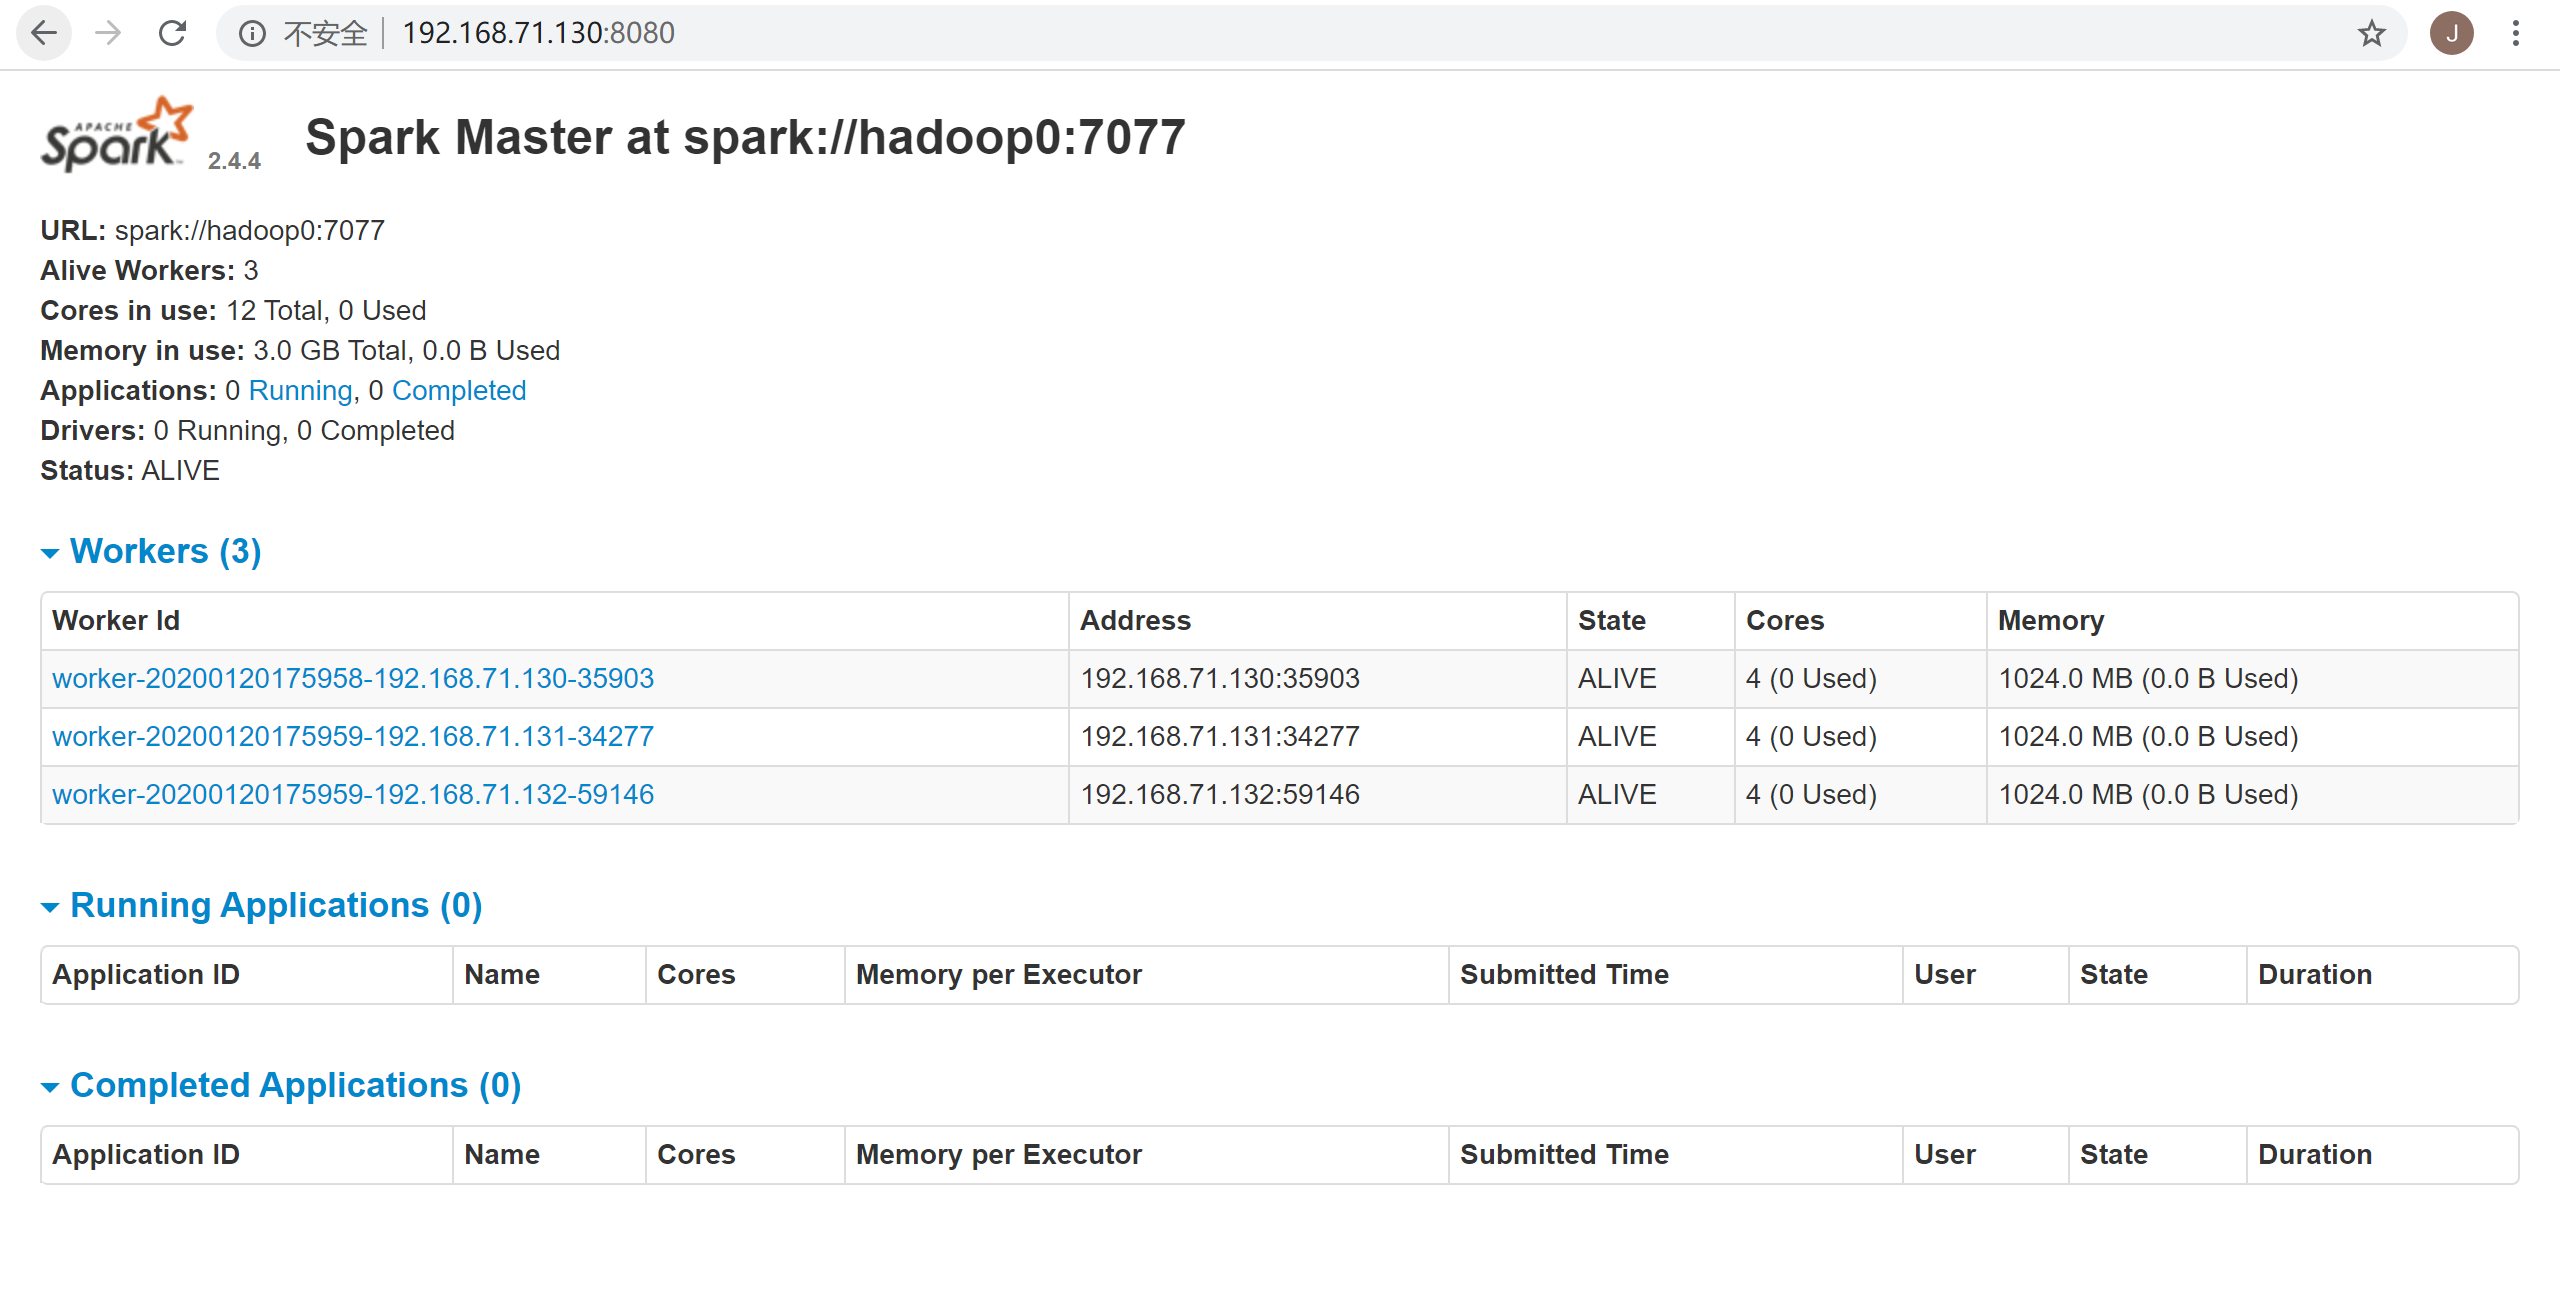 不安全 192.168.71.130:8080
APACHE Spark™ 2.4.4 Spark Master at spark://hadoop0:7077
URL: spark://hadoop0:7077
Alive Workers: 3
Cores in use: 12 Total, 0 Used
Memory in use: 3.0 GB Total, 0.0 B Used
Applications: 0 Running, 0 Completed
Drivers: 0 Running, 0 Completed
Status: ALIVE
Workers (3)
Worker Id Address State Cores Memory
worker-20200120175958-192.168.71.130-35903 192.168.71.130:35903 ALIVE 4 (0 Used) 1024.0 MB (0.0 B Used)
worker-20200120175959-192.168.71.131-34277 192.168.71.131:34277 ALIVE 4 (0 Used) 1024.0 MB (0.0 B Used)
worker-20200120175959-192.168.71.132-59146 192.168.71.132:59146 ALIVE 4 (0 Used) 1024.0 MB (0.0 B Used)
Running Applications (0)
Application ID Name Cores Memory per Executor Submitted Time User State Duration
Completed Applications (0)
Application ID Name Cores Memory per Executor Submitted Time User State Duration
J